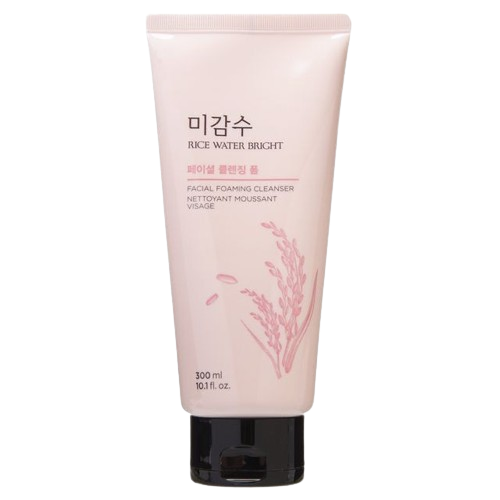 미감수
RICE WATER BRIGHT
페이셜 클렌징 폼
FACIAL FOAMING CLEANSER
NETTOYANT MOUSSANT
VISAGE
300 ml
10.1 fl. oz.